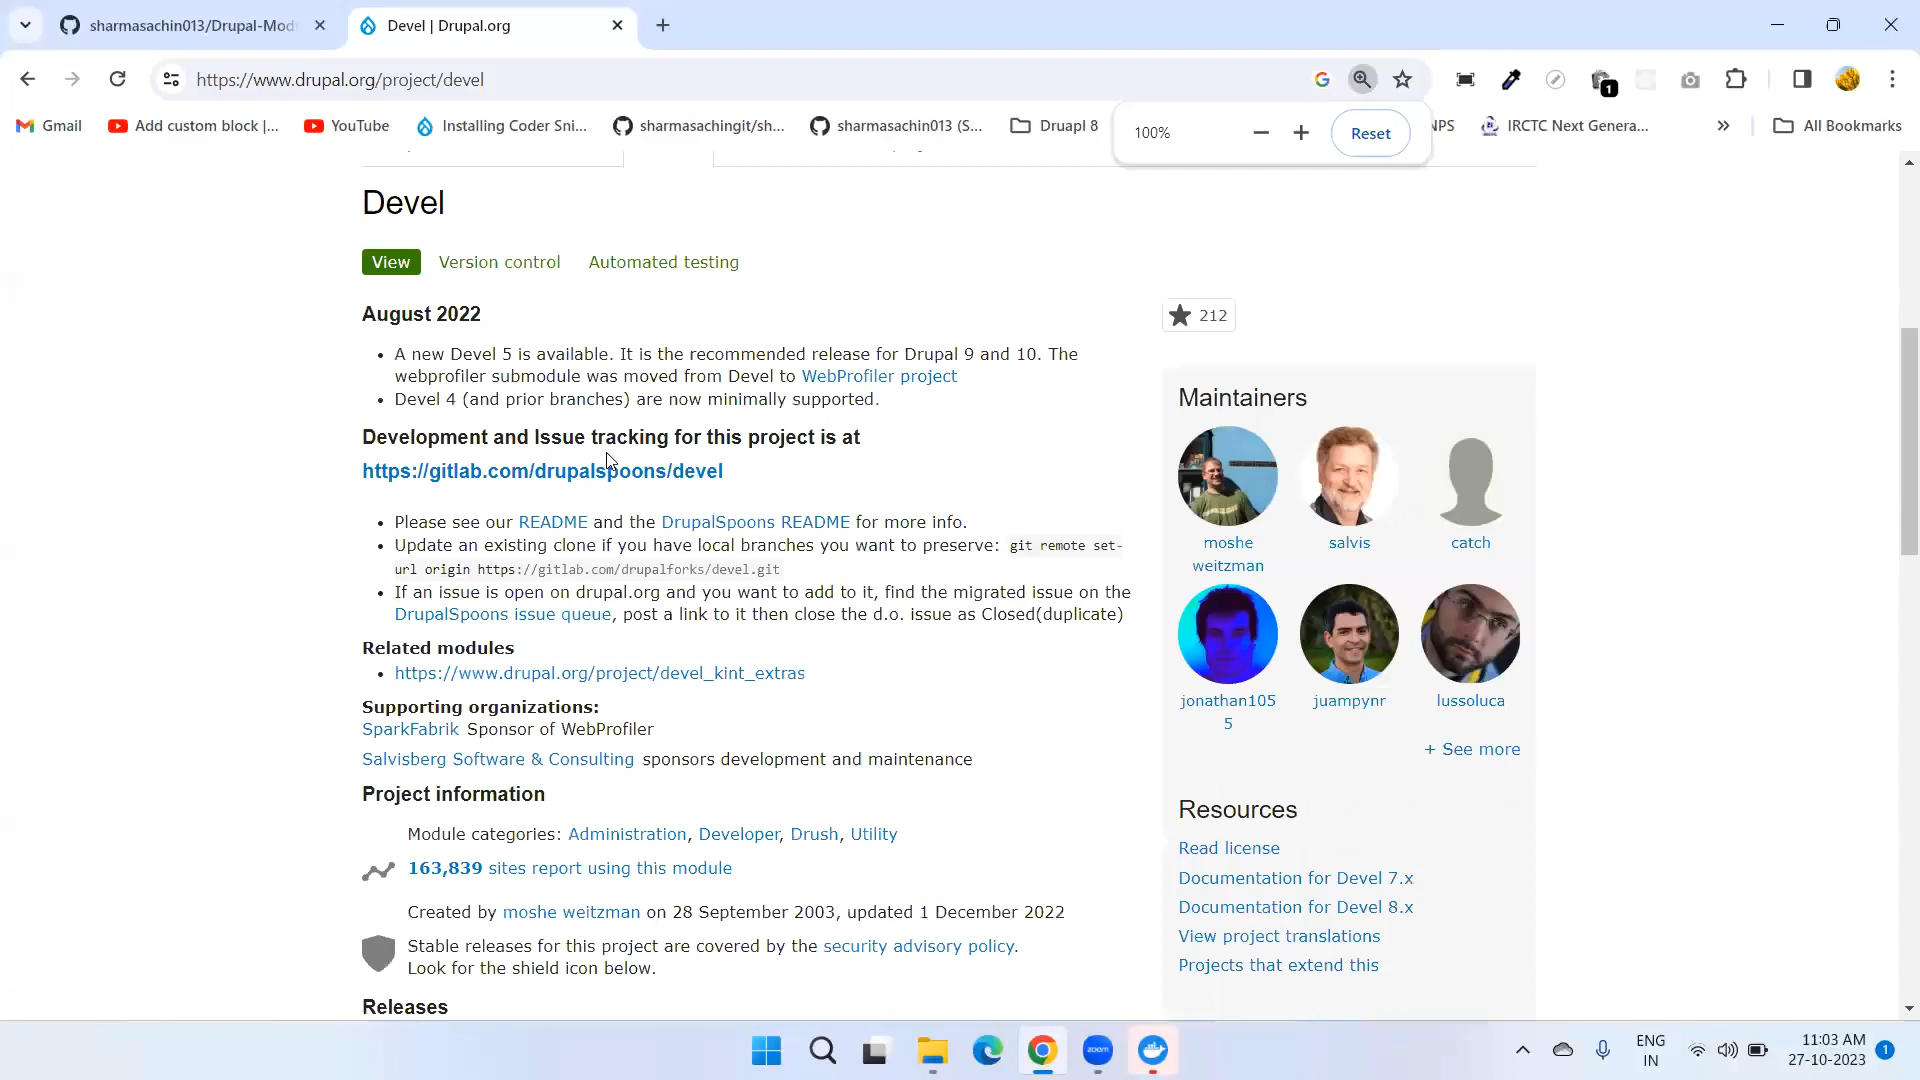 sharmasachin013/Drupal-Mod
Devel | Drupal.org
https://www.drupal.org/project/devel
1
Gmail
Add custom block |...
YouTube
Installing Coder Sni...
sharmasachingit/sh...
sharmasachin013 (S...
Druapl 8
100%
Reset
NPS
IRCTC Next Genera...
All Bookmarks
Devel
View
Version control
Automated testing
August 2022
212
• A new Devel 5 is available. It is the recommended release for Drupal 9 and 10. The
webprofiler submodule was moved from Devel to WebProfiler project
• Devel 4 (and prior branches) are now minimally supported.
Development and Issue tracking for this project is at
https://gitlab.com/drupalspoons/devel
• Please see our README and the DrupalSpoons README for more info.
• Update an existing clone if you have local branches you want to preserve: git remote set-
url origin https://gitlab.com/drupalforks/devel.git
• If an issue is open on drupal.org and you want to add to it, find the migrated issue on the
DrupalSpoons issue queue, post a link to it then close the d.o. issue as Closed(duplicate)
Related modules
• https://www.drupal.org/project/devel_kint_extras
Supporting organizations:
SparkFabrik Sponsor of WebProfiler
Salvisberg Software & Consulting sponsors development and maintenance
Project information
Module categories: Administration, Developer, Drush, Utility
163,839 sites report using this module
Created by moshe weitzman on 28 September 2003, updated 1 December 2022
Stable releases for this project are covered by the security advisory policy.
Look for the shield icon below.
Releases
Maintainers
moshe
weitzman
salvis
catch
jonathan105
5
juampynr
lussoluca
+ See more
Resources
Read license
Documentation for Devel 7.x
Documentation for Devel 8.x
View project translations
Projects that extend this
zoom
ENG
IN
11:03 AM
27-10-2023
1